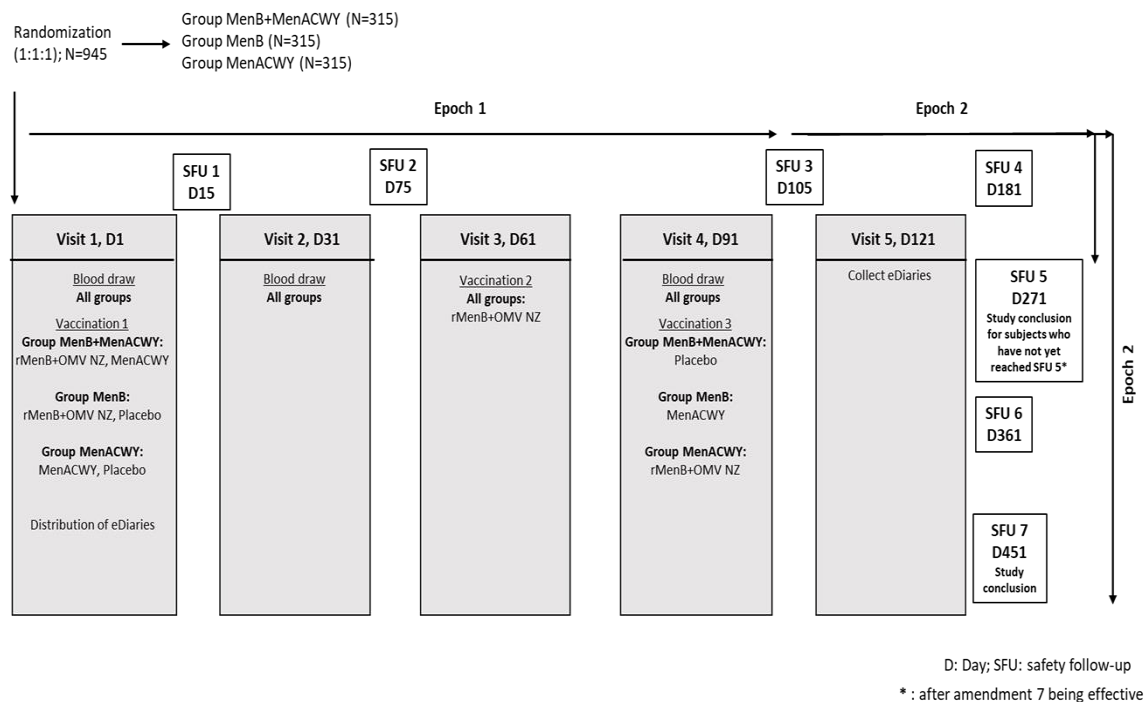 Randomization
(1:1:1); N=945
Group MenB+MenACWY (N=315)
Group MenB (N=315)
Group MenACWY (N=315)
Epoch 1
Epoch 2
SFU 1
D15
SFU 2
D75
SFU 3
D105
SFU 4
D181
Visit 1, D1
Blood draw
All groups
Vaccination 1
Group MenB+MenACWY:
rMenB+OMV NZ, MenACWY
Group MenB:
rMenB+OMV NZ, Placebo
Group MenACWY:
MenACWY, Placebo
Distribution of eDiaries
Visit 2, D31
Blood draw
All groups
Visit 3, D61
Vaccination 2
All groups:
rMenB+OMV NZ
Visit 4, D91
Blood draw
All groups
Vaccination 3
Group MenB+MenACWY:
Placebo
Group MenB:
MenACWY
Group MenACWY:
rMenB+OMV NZ
Visit 5, D121
Collect eDiaries
SFU 5
D271
Study conclusion
for subjects who
have not yet
reached SFU 5*
SFU 6
D361
SFU 7
D451
Study
conclusion
Epoch 2
D: Day; SFU: safety follow-up
* : after amendment 7 being effective